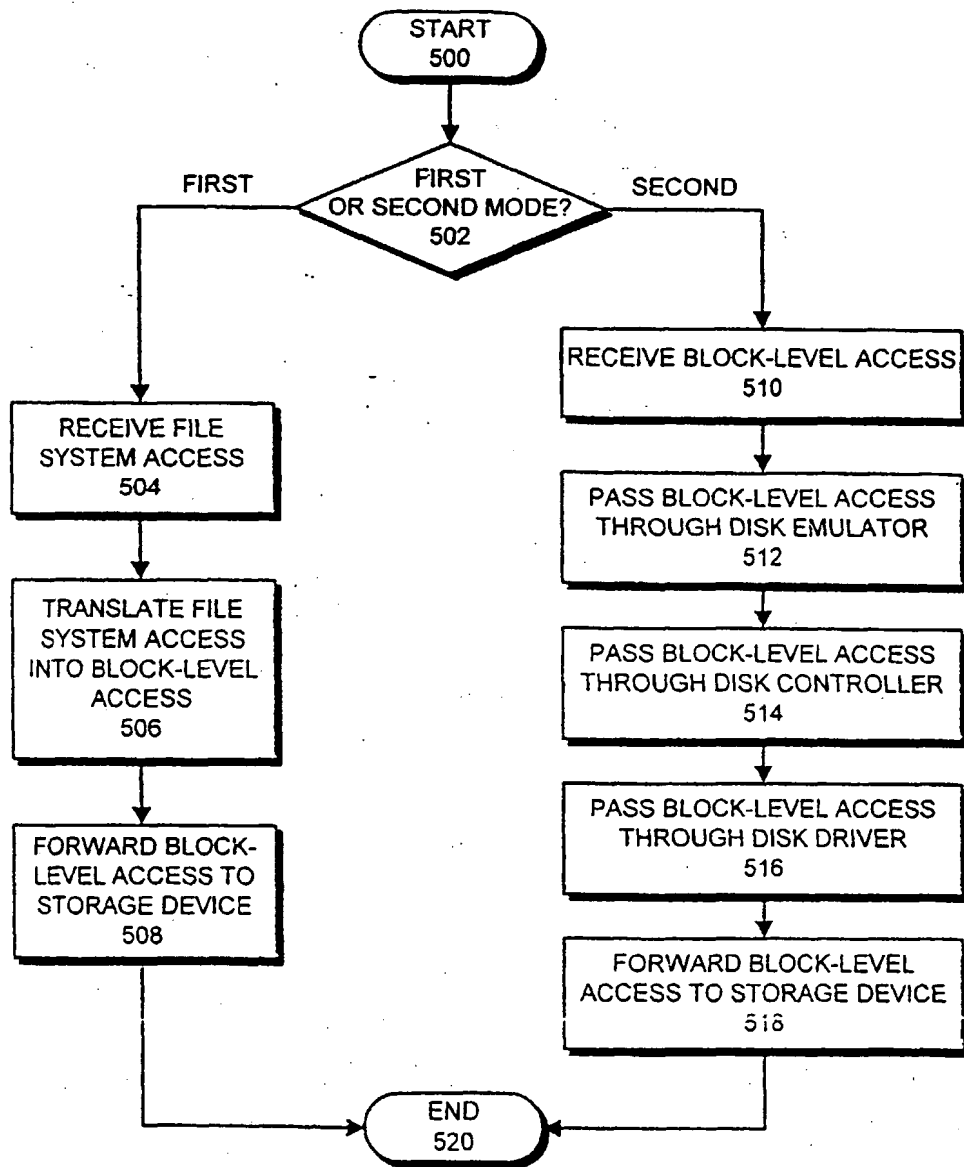 START
500
FIRST
OR SECOND MODE?
502
FIRST
SECOND
RECEIVE FILE
SYSTEM ACCESS
504
TRANSLATE FILE
SYSTEM ACCESS
INTO BLOCK-LEVEL
ACCESS
506
FORWARD BLOCK-
LEVEL ACCESS TO
STORAGE DEVICE
508
RECEIVE BLOCK-LEVEL ACCESS
510
PASS BLOCK-LEVEL ACCESS
THROUGH DISK EMULATOR
512
PASS BLOCK-LEVEL ACCESS
THROUGH DISK CONTROLLER
514
PASS BLOCK-LEVEL ACCESS
THROUGH DISK DRIVER
516
FORWARD BLOCK-LEVEL
ACCESS TO STORAGE DEVICE
518
END
520